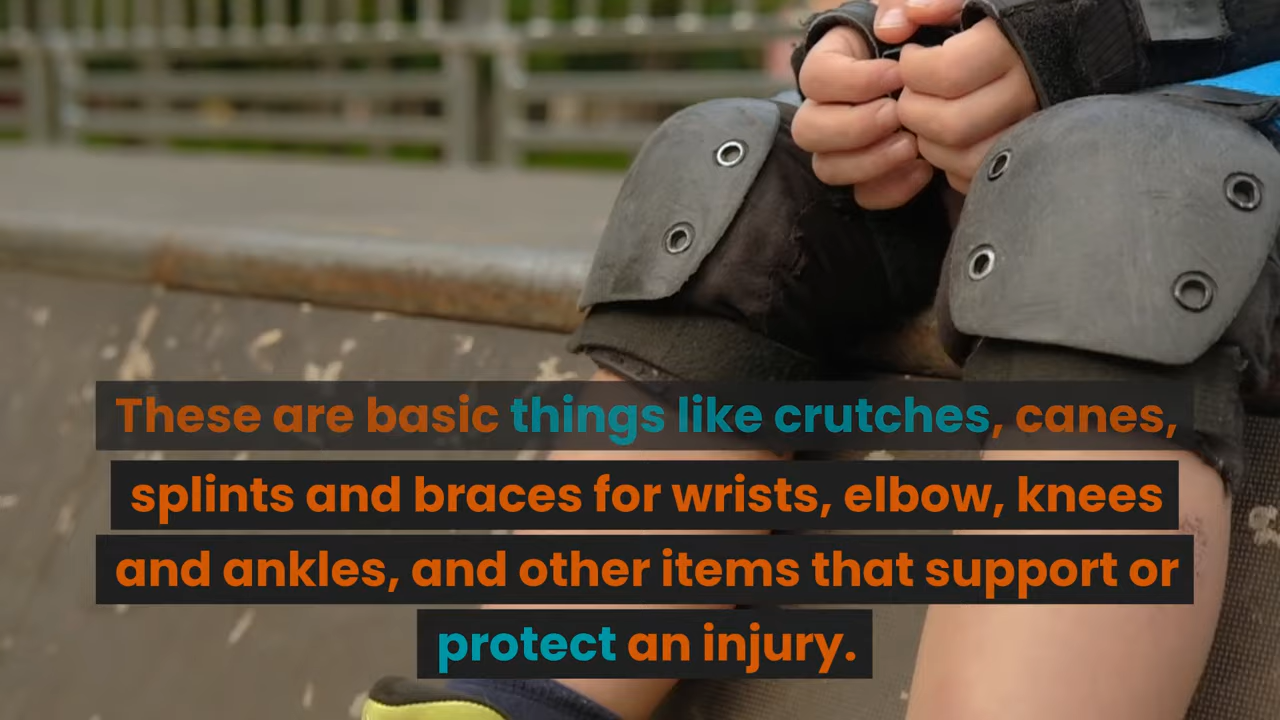 These are basic things like crutches, canes,
splints and braces for wrists, elbow, knees
and ankles, and other items that support or
protect an injury.